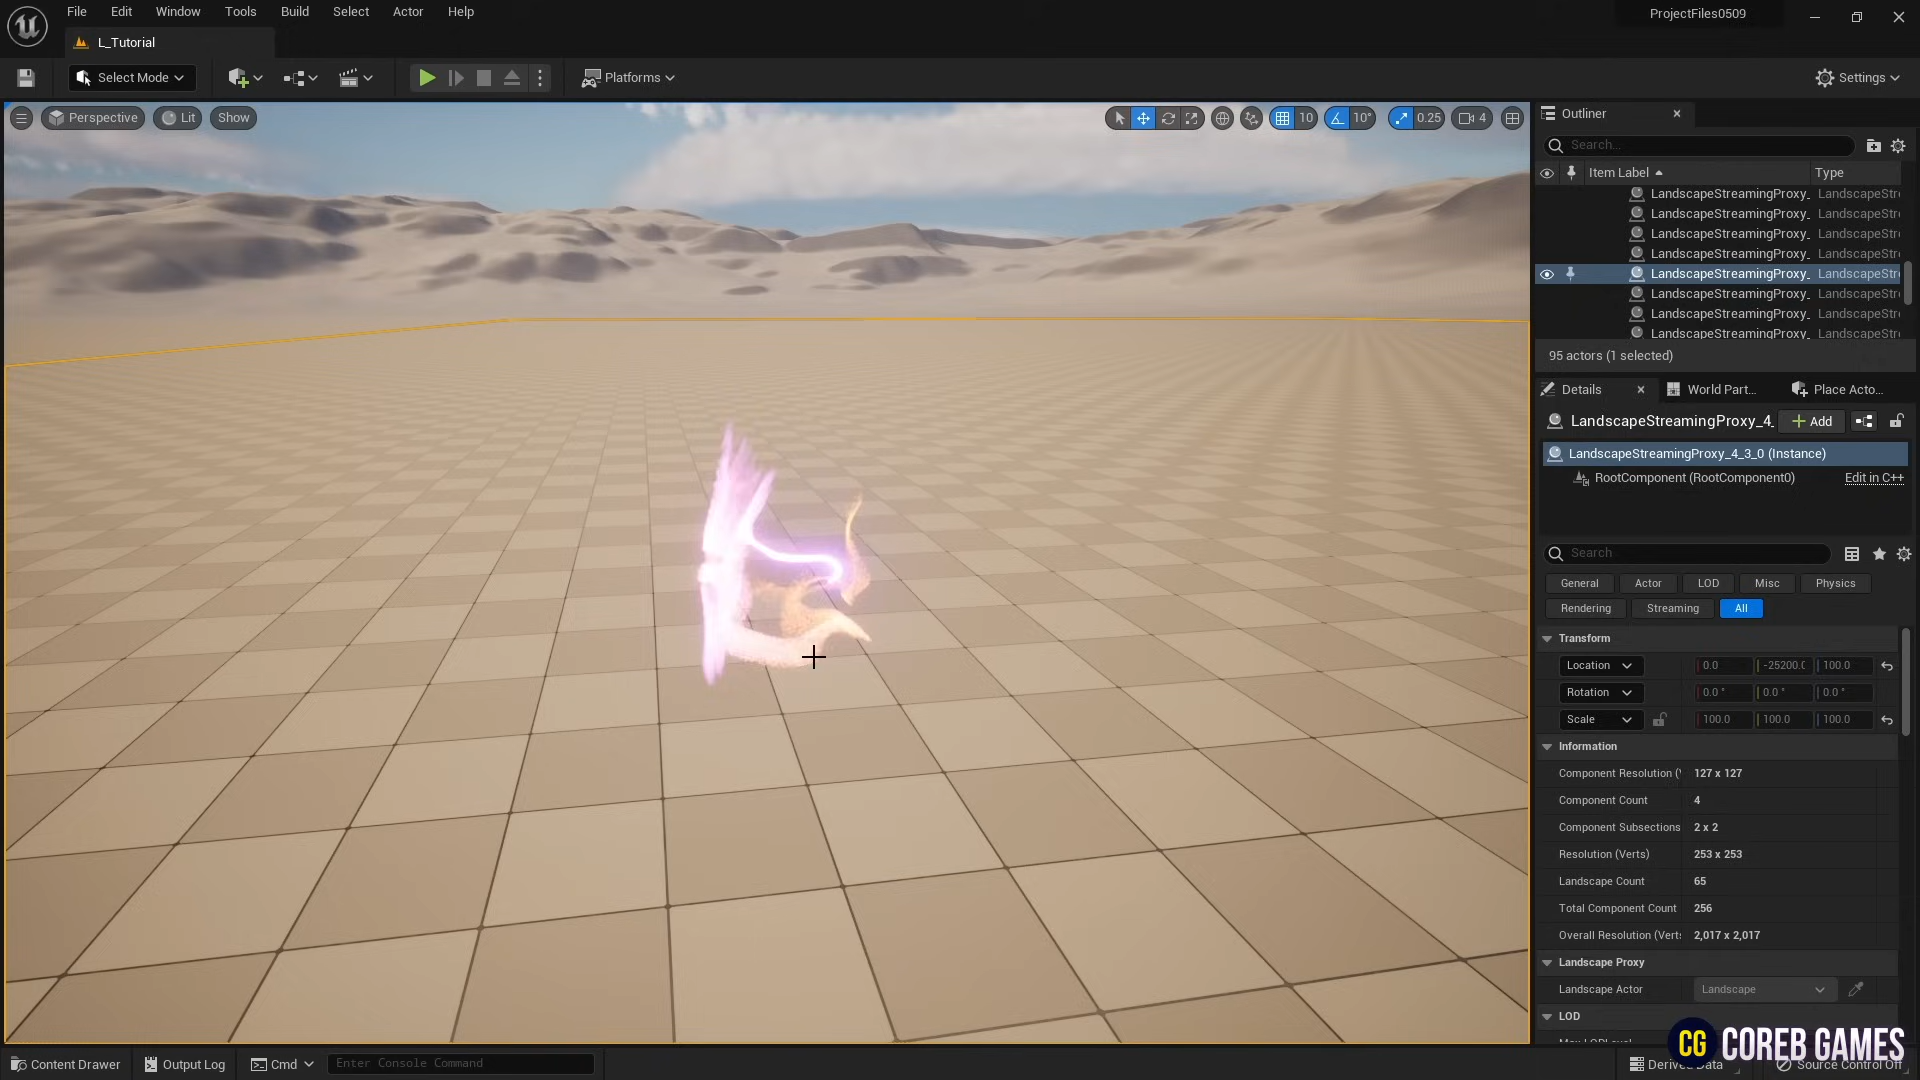 File Edit Window Tools Build Select Actor Help
ProjectFiles0509
L_Tutorial
Select Mode
Platforms
Settings
Perspective Lit Show
10 10° 0.25 4
Outliner
Search...
Item Label Type
LandscapeStreamingProxy_ LandscapeStr
LandscapeStreamingProxy_ LandscapeStr
LandscapeStreamingProxy_ LandscapeStr
LandscapeStreamingProxy_ LandscapeStr
LandscapeStreamingProxy_ LandscapeStr
LandscapeStreamingProxy_ LandscapeStr
LandscapeStreamingProxy_ LandscapeStr
LandscapeStreamingProxy_ LandscapeStr
95 actors (1 selected)
Details World Part... Place Acto...
LandscapeStreamingProxy_4_ Add
LandscapeStreamingProxy_4_3_0 (Instance)
RootComponent (RootComponent0) Edit in C++
Search
General Actor LOD Misc Physics
Rendering Streaming All
Transform
Location 0.0 -25200.( 100.0
Rotation 0.0 ° 0.0 ° 0.0 °
Scale 100.0 100.0 100.0
Information
Component Resolution (\ 127 x 127
Component Count 4
Component Subsections 2 x 2
Resolution (Verts) 253 x 253
Landscape Count 65
Total Component Count 256
Overall Resolution (Vert: 2,017 x 2,017
Landscape Proxy
Landscape Actor Landscape
LOD
CG COREB GAMES
Content Drawer Output Log Cmd Enter Console Command Derived Data Source Control Off